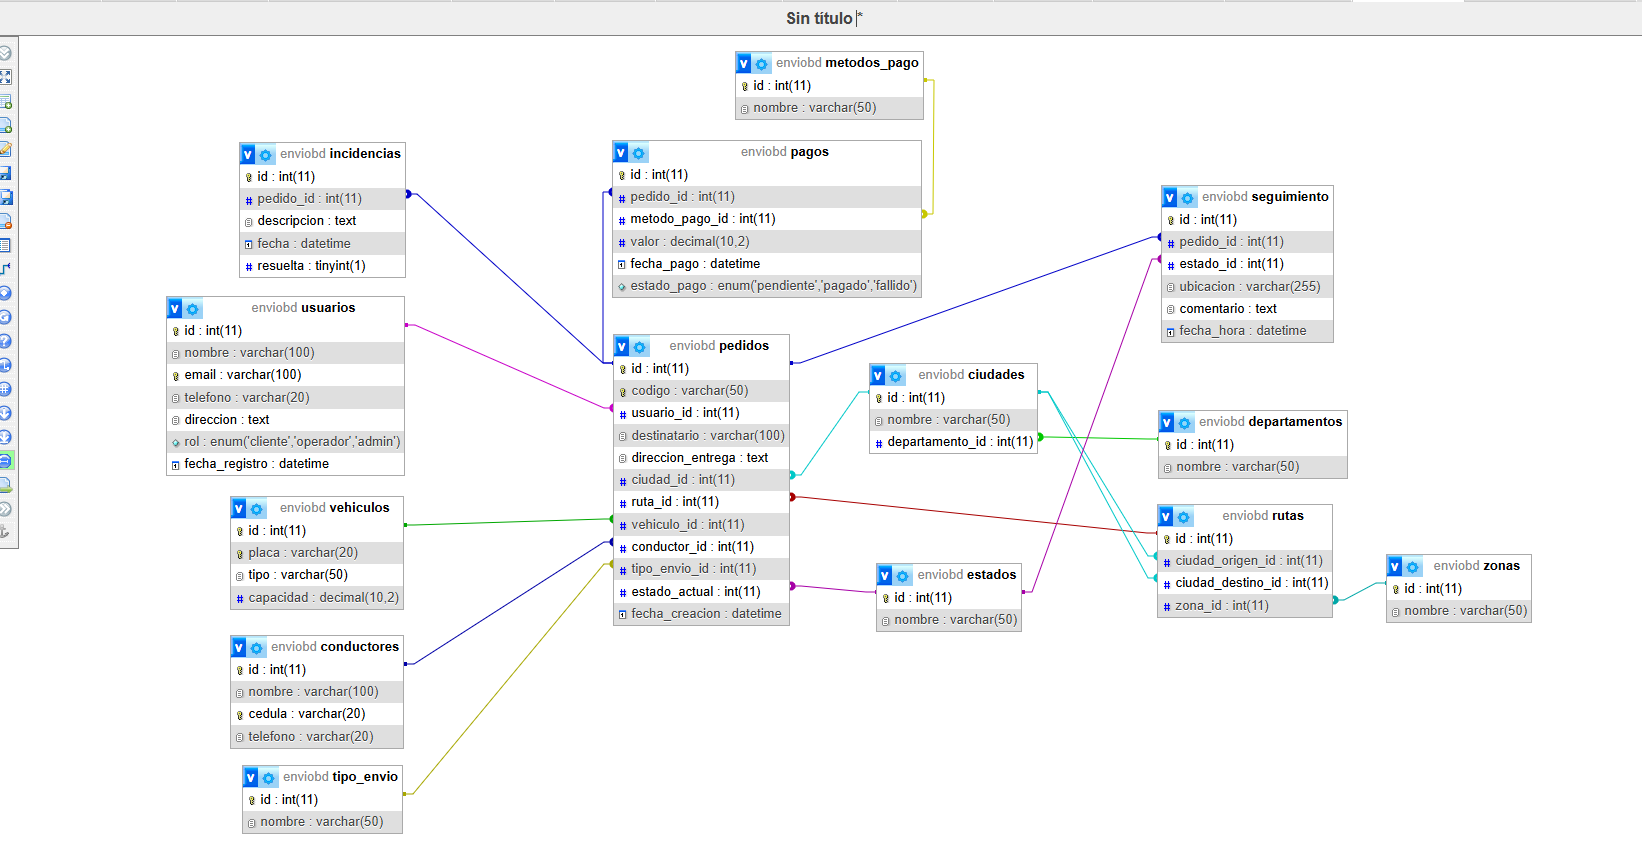 Sin título *
enviobd metodos_pago
id : int(11)
nombre : varchar(50)
enviobd incidencias
id : int(11)
pedido_id : int(11)
descripcion : text
fecha : datetime
resuelta : tinyint(1)
enviobd pagos
id : int(11)
pedido_id : int(11)
metodo_pago_id : int(11)
valor : decimal(10,2)
fecha_pago : datetime
estado_pago : enum('pendiente','pagado','fallido')
enviobd seguimiento
id : int(11)
pedido_id : int(11)
estado_id : int(11)
ubicacion : varchar(255)
comentario : text
fecha_hora : datetime
enviobd usuarios
id : int(11)
nombre : varchar(100)
email : varchar(100)
telefono : varchar(20)
direccion : text
rol : enum('cliente','operador','admin')
fecha_registro : datetime
enviobd pedidos
id : int(11)
codigo : varchar(50)
usuario_id : int(11)
destinatario : varchar(100)
direccion_entrega : text
ciudad_id : int(11)
ruta_id : int(11)
vehiculo_id : int(11)
conductor_id : int(11)
tipo_envio_id : int(11)
estado_actual : int(11)
fecha_creacion : datetime
enviobd ciudades
id : int(11)
nombre : varchar(50)
departamento_id : int(11)
enviobd departamentos
id : int(11)
nombre : varchar(50)
enviobd vehiculos
id : int(11)
placa : varchar(20)
tipo : varchar(50)
capacidad : decimal(10,2)
enviobd rutas
id : int(11)
ciudad_origen_id : int(11)
ciudad_destino_id : int(11)
zona_id : int(11)
enviobd zonas
id : int(11)
nombre : varchar(50)
enviobd estados
id : int(11)
nombre : varchar(50)
enviobd conductores
id : int(11)
nombre : varchar(100)
cedula : varchar(20)
telefono : varchar(20)
enviobd tipo_envio
id : int(11)
nombre : varchar(50)